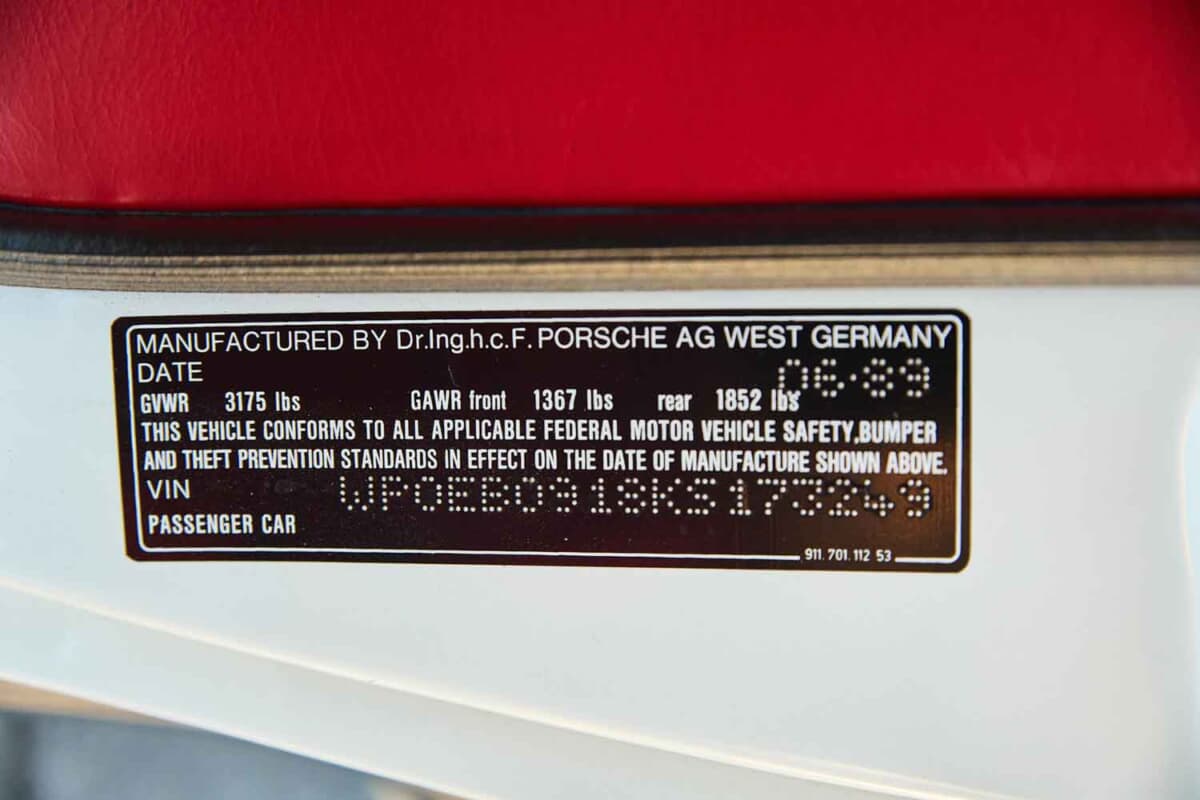 MANUFACTURED BY Dr.Ing.h.c.F. PORSCHE AG WEST GERMANY
DATE 06·89
GVWR 3175 lbs GAWR front 1367 lbs rear 1852 lbs
THIS VEHICLE CONFORMS TO ALL APPLICABLE FEDERAL MOTOR VEHICLE SAFETY,BUMPER
AND THEFT PREVENTION STANDARDS IN EFFECT ON THE DATE OF MANUFACTURE SHOWN ABOVE.
VIN WP0EB091SKS173249
PASSENGER CAR
911. 701. 112 53